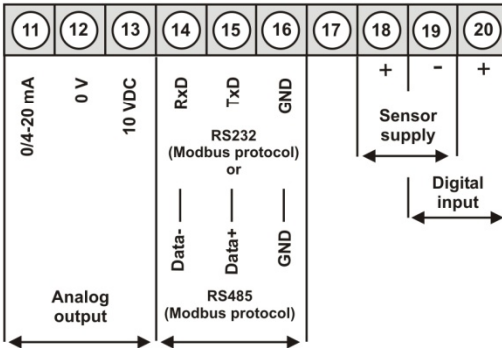 11 12 13 14 15 16 17 18 19 20
+ - +
0/4-20 mA
0 V
10 VDC
RxD
TxD
GND
RS232
(Modbus protocol)
or
Data-
Data+
GND
RS485
(Modbus protocol)
Analog
output
Sensor
supply
Digital
input